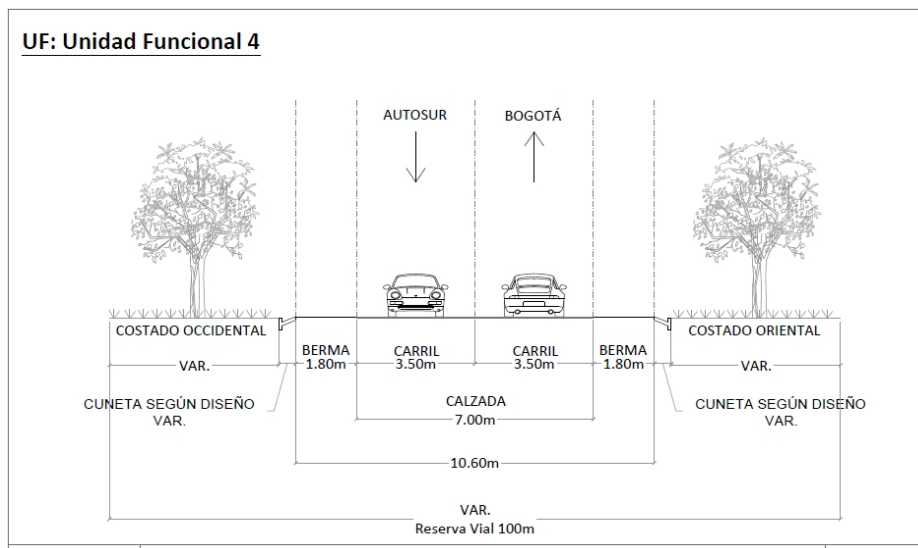 UF: Unidad Funcional 4
AUTOSUR
BOGOTÁ
COSTADO OCCIDENTAL
COSTADO ORIENTAL
VAR.
BERMA
1.80m
CARRIL
3.50m
CARRIL
3.50m
BERMA
1.80m
VAR.
CUNETA SEGÚN DISEÑO
VAR.
CALZADA
7.00m
CUNETA SEGÚN DISEÑO
VAR.
10.60m
VAR.
Reserva Vial 100m